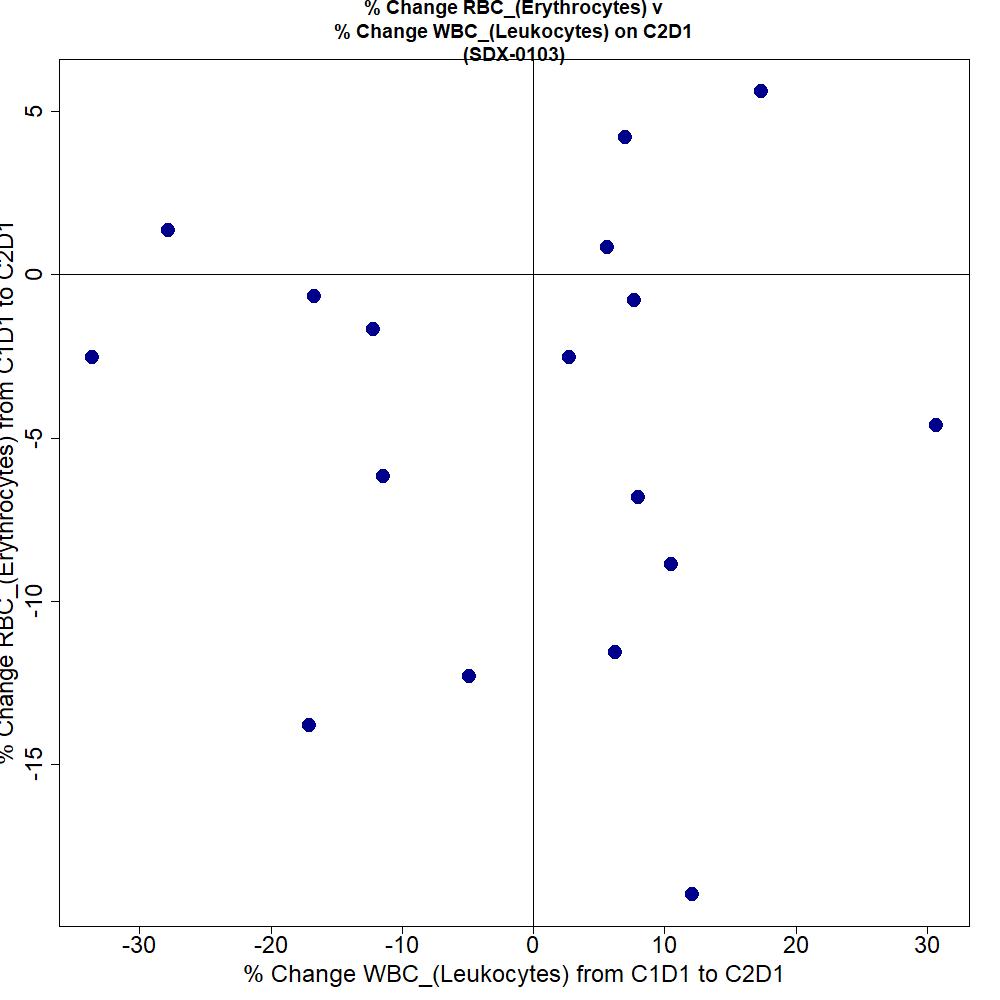 % Change RBC_(Erythrocytes) v
% Change WBC_(Leukocytes) on C2D1
(SDX-0103)
% Change RBC_(Erythrocytes) from C1D1 to C2D1
5
0
-5
-10
-15
-30
-20
-10
0
10
20
30
% Change WBC_(Leukocytes) from C1D1 to C2D1